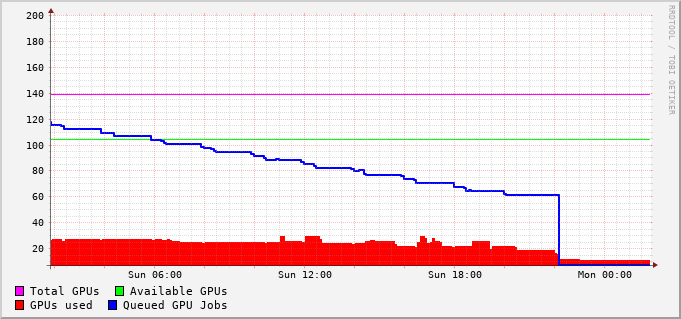 200
180
160
140
120
100
80
60
40
20
Sun 06:00 Sun 12:00 Sun 18:00 Mon 00:00
Total GPUs Available GPUs
GPUs used Queued GPU Jobs
RRDTOOL / TOBI OETIKER